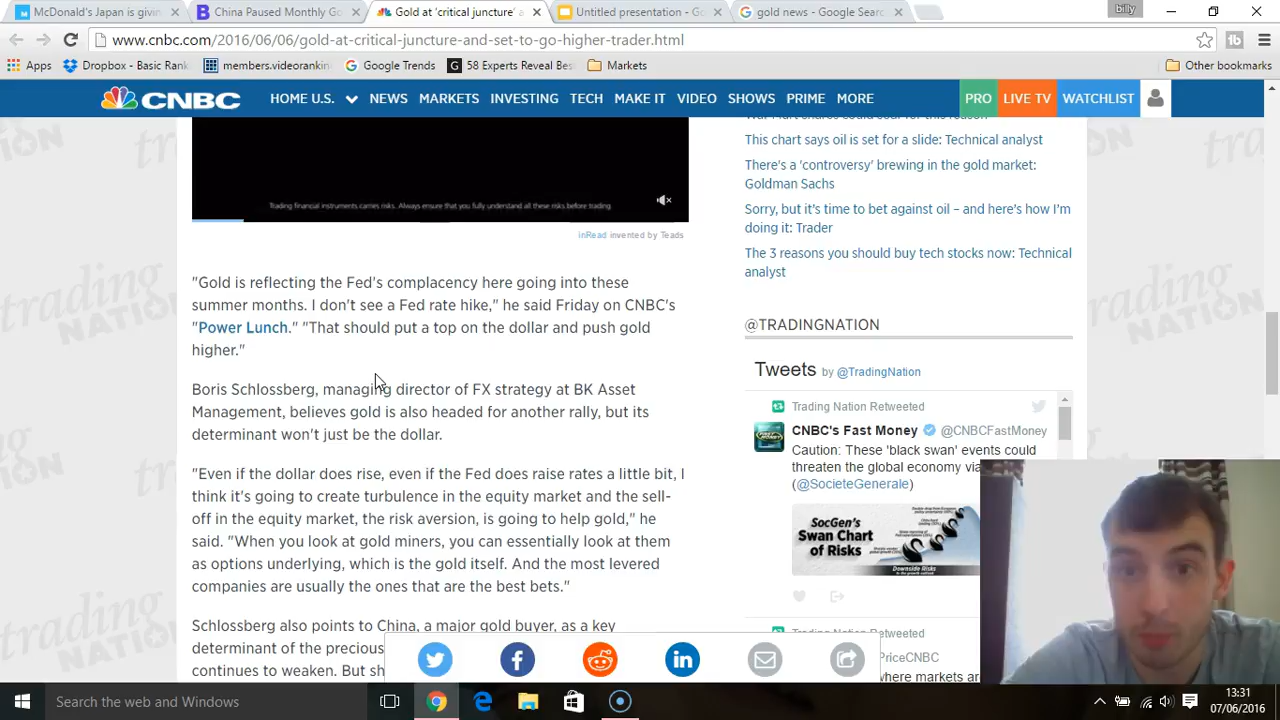 McDonald's Japan is givin
China Paused Monthly Go
Gold at 'critical juncture' a
Untitled presentation - Go
gold news - Google Searc
billy
www.cnbc.com/2016/06/06/gold-at-critical-juncture-and-set-to-go-higher-trader.html
Apps
Dropbox - Basic Rank
members.videorankin
Google Trends
58 Experts Reveal Bes
Markets
Other bookmarks
CNBC
HOME U.S.
NEWS
MARKETS
INVESTING
TECH
MAKE IT
VIDEO
SHOWS
PRIME
MORE
PRO
LIVE TV
WATCHLIST
Trading financial instruments carries risks. Always ensure that you fully understand all these risks before trading
inRead invented by Teads
"Gold is reflecting the Fed's complacency here going into these
summer months. I don't see a Fed rate hike," he said Friday on CNBC's
"Power Lunch." "That should put a top on the dollar and push gold
higher."
Boris Schlossberg, managing director of FX strategy at BK Asset
Management, believes gold is also headed for another rally, but its
determinant won't just be the dollar.
"Even if the dollar does rise, even if the Fed does raise rates a little bit, I
think it's going to create turbulence in the equity market and the sell-
off in the equity market, the risk aversion, is going to help gold," he
said. "When you look at gold miners, you can essentially look at them
as options underlying, which is the gold itself. And the most levered
companies are usually the ones that are the best bets."
Schlossberg also points to China, a major gold buyer, as a key
determinant of the precious
continues to weaken. But sh
Wal-Mart shares could soar for this reason
This chart says oil is set for a slide: Technical analyst
There's a 'controversy' brewing in the gold market:
Goldman Sachs
Sorry, but it's time to bet against oil – and here's how I'm
doing it: Trader
The 3 reasons you should buy tech stocks now: Technical
analyst
@TRADINGNATION
Tweets by @TradingNation
Trading Nation Retweeted
CNBC's Fast Money @CNBCFastMoney
Caution: These 'black swan' events could
threaten the global economy via
(@SocieteGenerale)
SocGen's
Swan Chart
of Risks
Downside Risks
Trading Nation Retweeted
PriceCNBC
where markets ar
trading
NATION
Search the web and Windows
13:31
07/06/2016